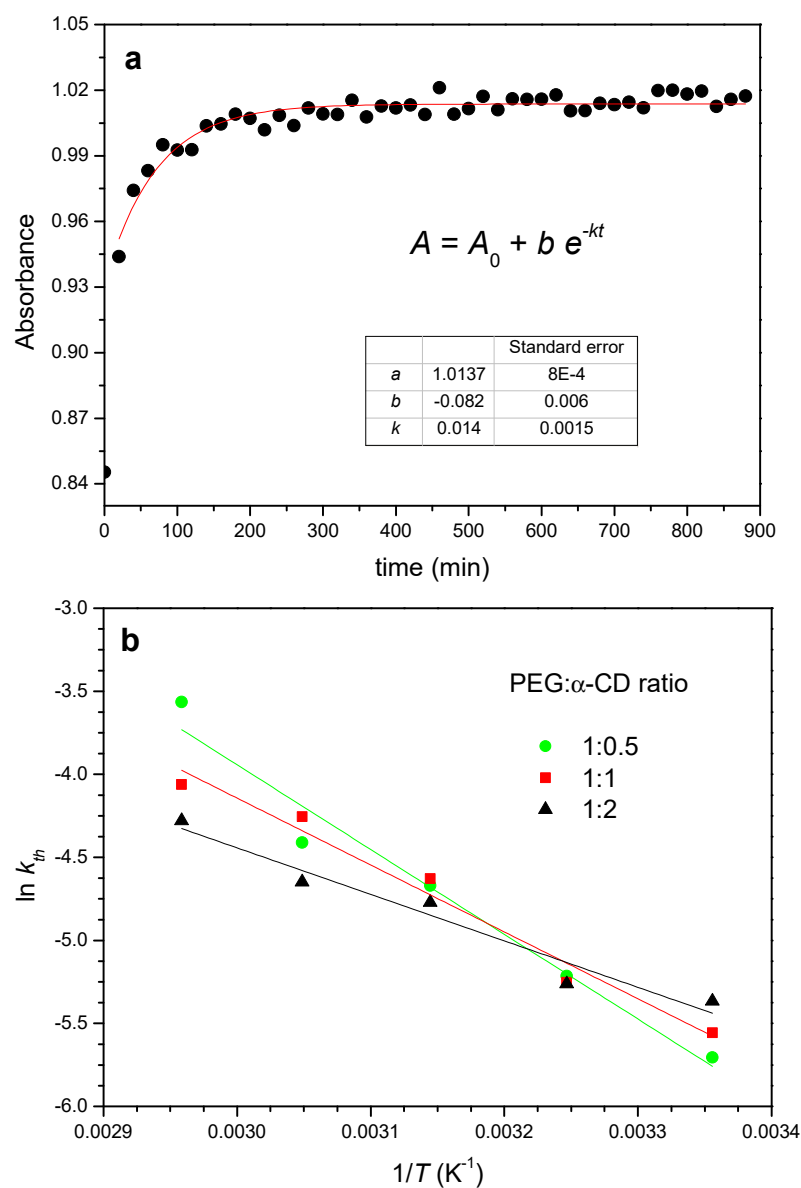 a
1.05
1.02
0.99
0.96
0.93
0.90
0.87
0.84
Absorbance
A = A0 + b e-kt
Standard error
a 1.0137 8E-4
b -0.082 0.006
k 0.014 0.0015
0 100 200 300 400 500 600 700 800 900
time (min)
b
-3.0
-3.5
-4.0
-4.5
-5.0
-5.5
-6.0
ln kth
PEG:α-CD ratio
1:0.5
1:1
1:2
0.0029 0.0030 0.0031 0.0032 0.0033 0.0034
1/T (K-1)